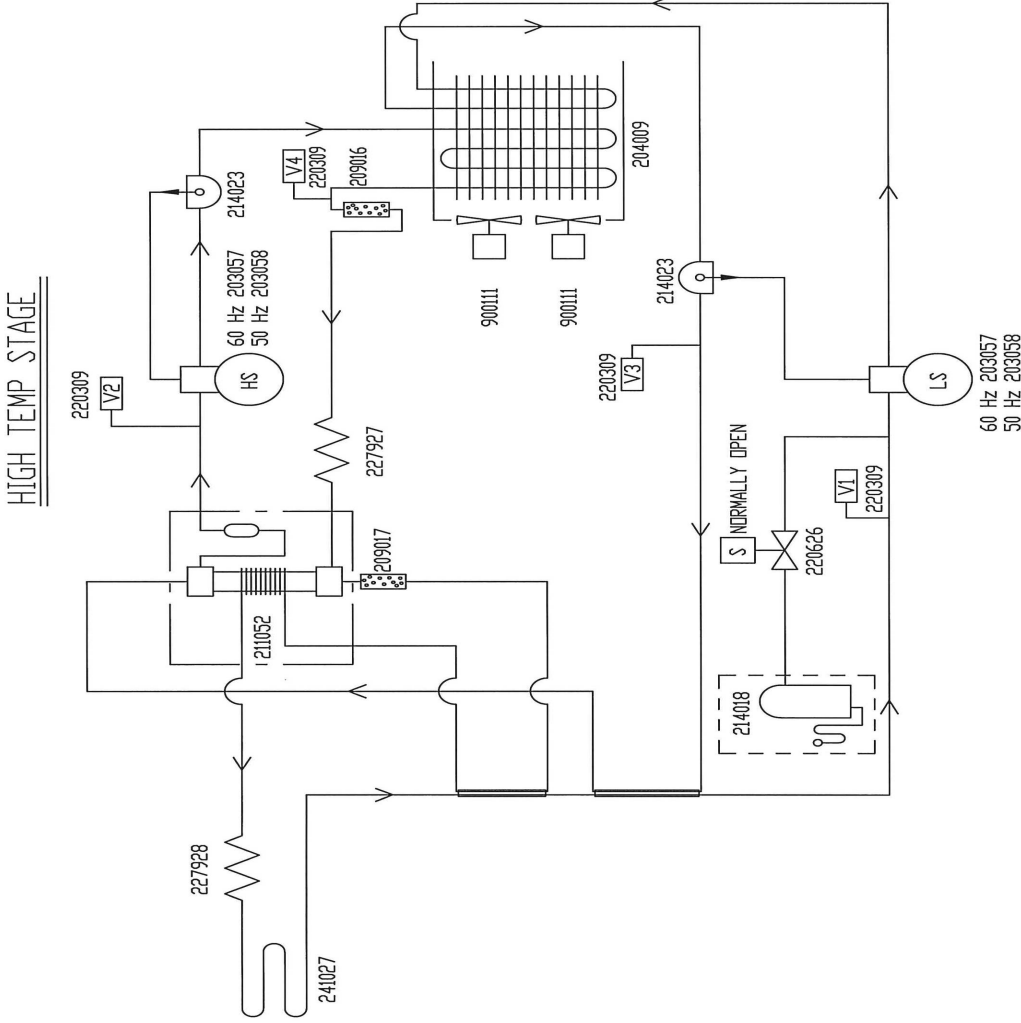 HIGH TEMP STAGE
220309
V2
HS
60 Hz 203057
50 Hz 203058
214023
V4
220309
209016
227927
209017
211052
204009
900111
900111
214023
220309
V3
227928
241027
S
NORMALLY OPEN
220626
V1
220309
214018
LS
60 Hz 203057
50 Hz 203058